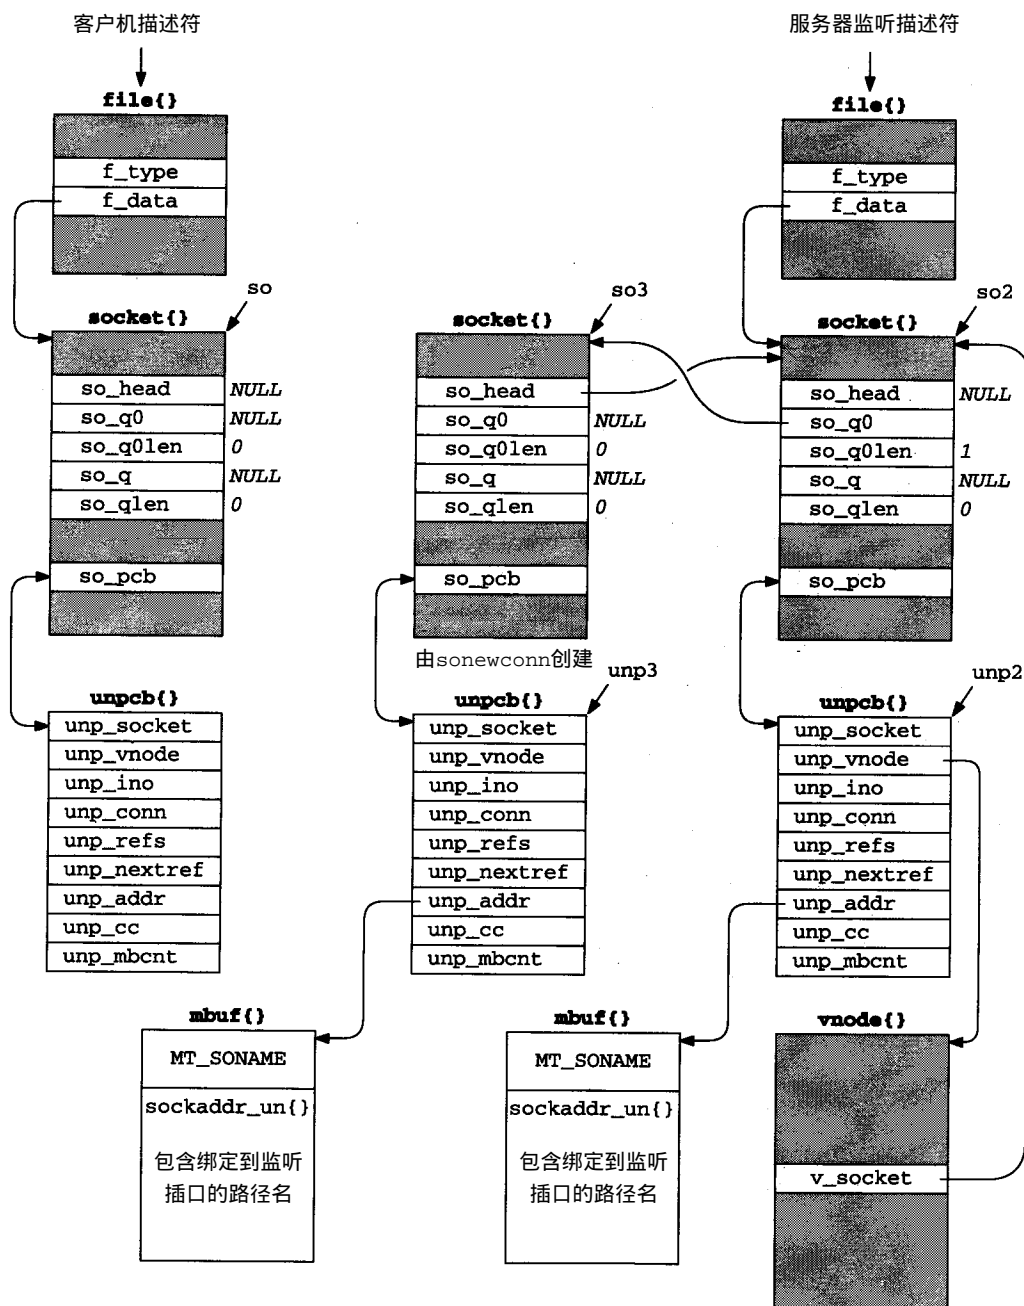 客户机描述符
file{}
f_type
f_data
so
socket{}
so_head NULL
so_q0 NULL
so_q0len 0
so_q NULL
so_qlen 0
so_pcb
unpcb{}
unp_socket
unp_vnode
unp_ino
unp_conn
unp_refs
unp_nextref
unp_addr
unp_cc
unp_mbcnt
mbuf{}
MT_SONAME
sockaddr_un{}
包含绑定到监听
插口的路径名
so3
socket{}
so_head
so_q0 NULL
so_q0len 0
so_q NULL
so_qlen 0
so_pcb
由sonewconn创建
unp3
unpcb{}
unp_socket
unp_vnode
unp_ino
unp_conn
unp_refs
unp_nextref
unp_addr
unp_cc
unp_mbcnt
mbuf{}
MT_SONAME
sockaddr_un{}
包含绑定到监听
插口的路径名
服务器监听描述符
file{}
f_type
f_data
so2
socket{}
so_head NULL
so_q0
so_q0len 1
so_q NULL
so_qlen 0
so_pcb
unp2
unpcb{}
unp_socket
unp_vnode
unp_ino
unp_conn
unp_refs
unp_nextref
unp_addr
unp_cc
unp_mbcnt
vnode{}
v_socket